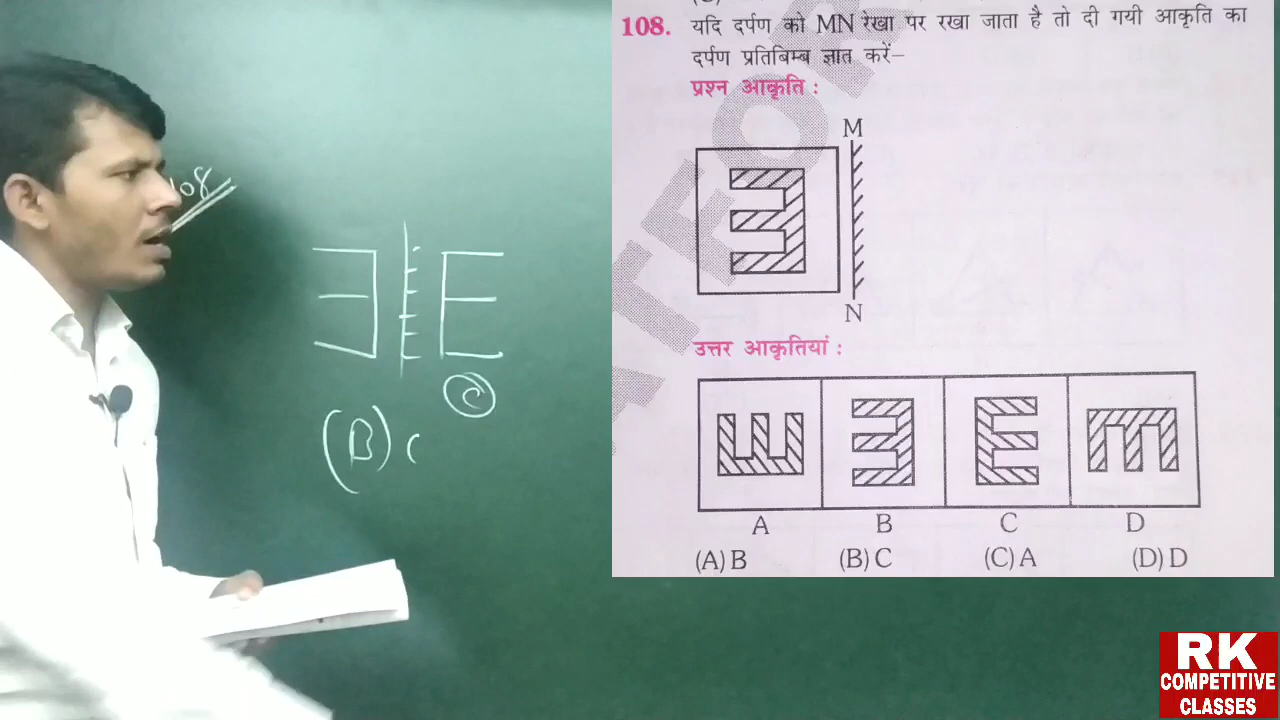 108.
यदि दर्पण को MN रेखा पर रखा जाता है तो दी गयी आकृति का
दर्पण प्रतिबिम्ब ज्ञात करें–
प्रश्न आकृति :
M
N
उत्तर आकृतियां :
A B C D
(A) B (B) C (C) A (D) D
108
E
C
(B) C
RK
COMPETITIVE
CLASSES